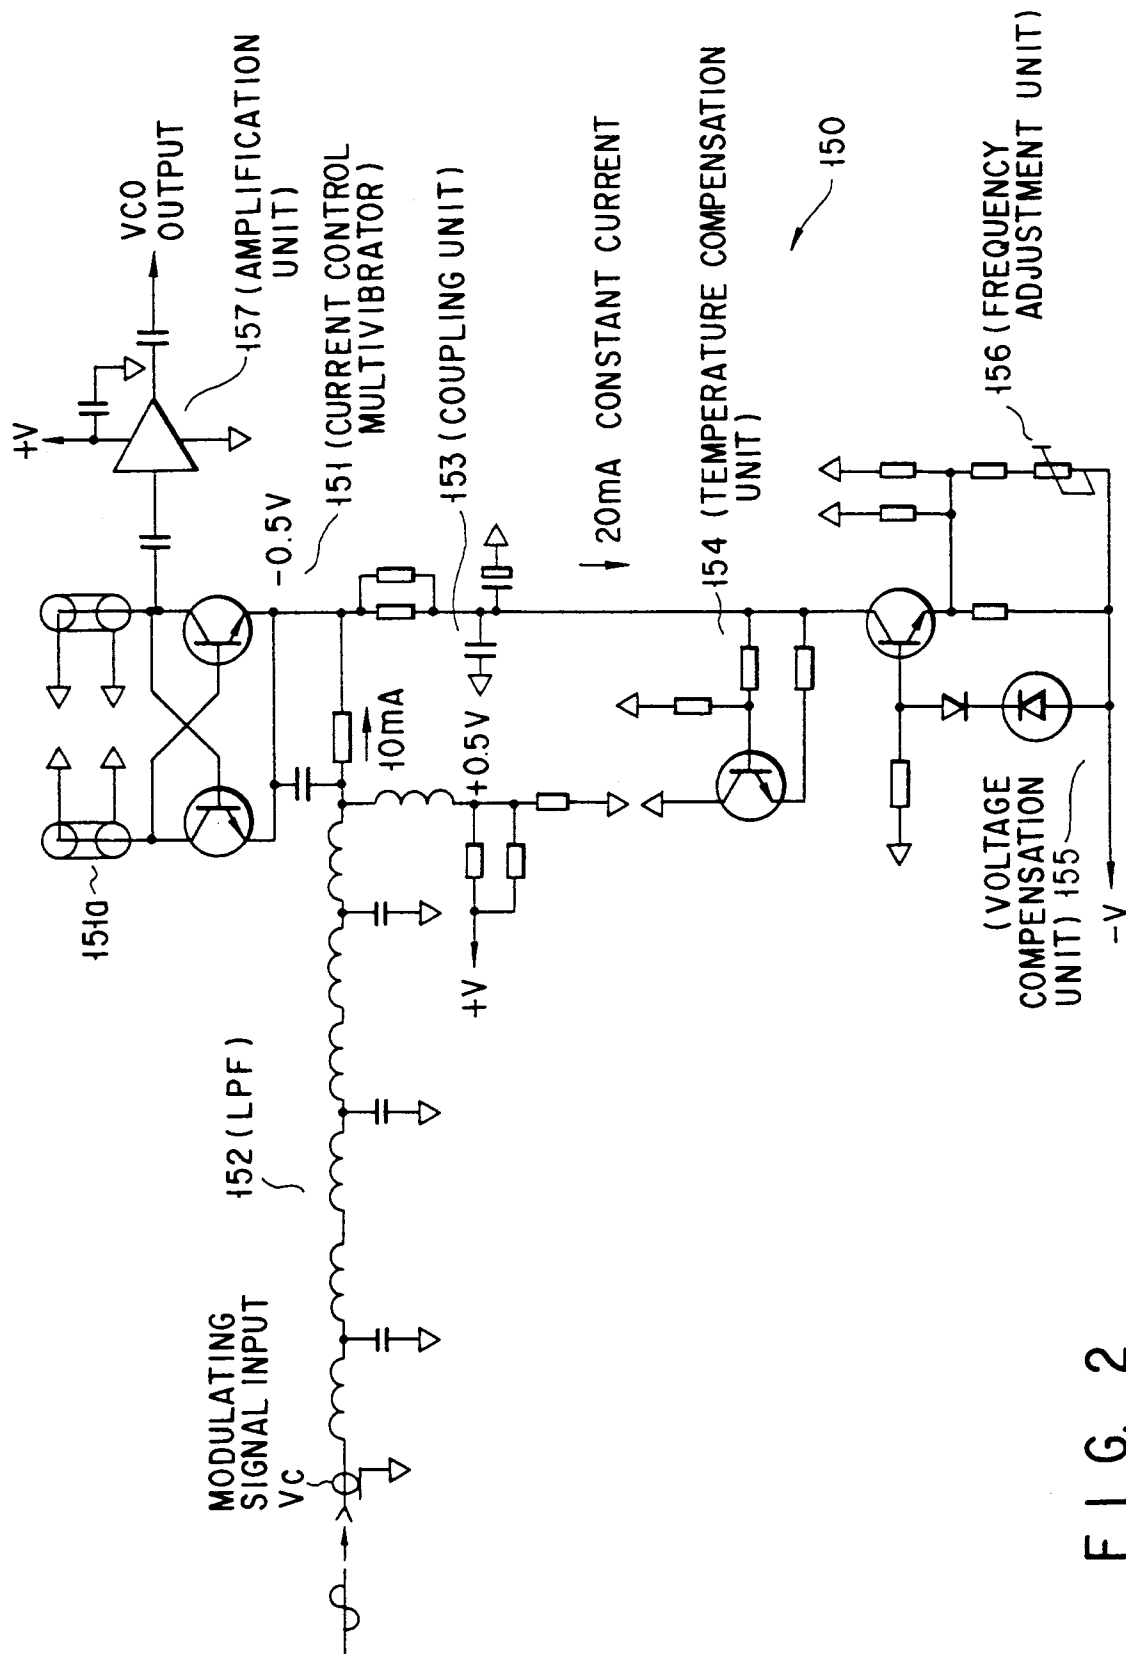 MODULATING
SIGNAL INPUT
Vc
152 (LPF)
151a
+V
VCO
OUTPUT
157 (AMPLIFICATION
UNIT)
-0.5V
151 (CURRENT CONTROL
MULTIVIBRATOR)
10mA
+0.5V
153 (COUPLING UNIT)
+V
20mA CONSTANT CURRENT
154 (TEMPERATURE COMPENSATION
UNIT)
150
(VOLTAGE
COMPENSATION
UNIT) 155
-V
156 (FREQUENCY
ADJUSTMENT UNIT)
FIG. 2